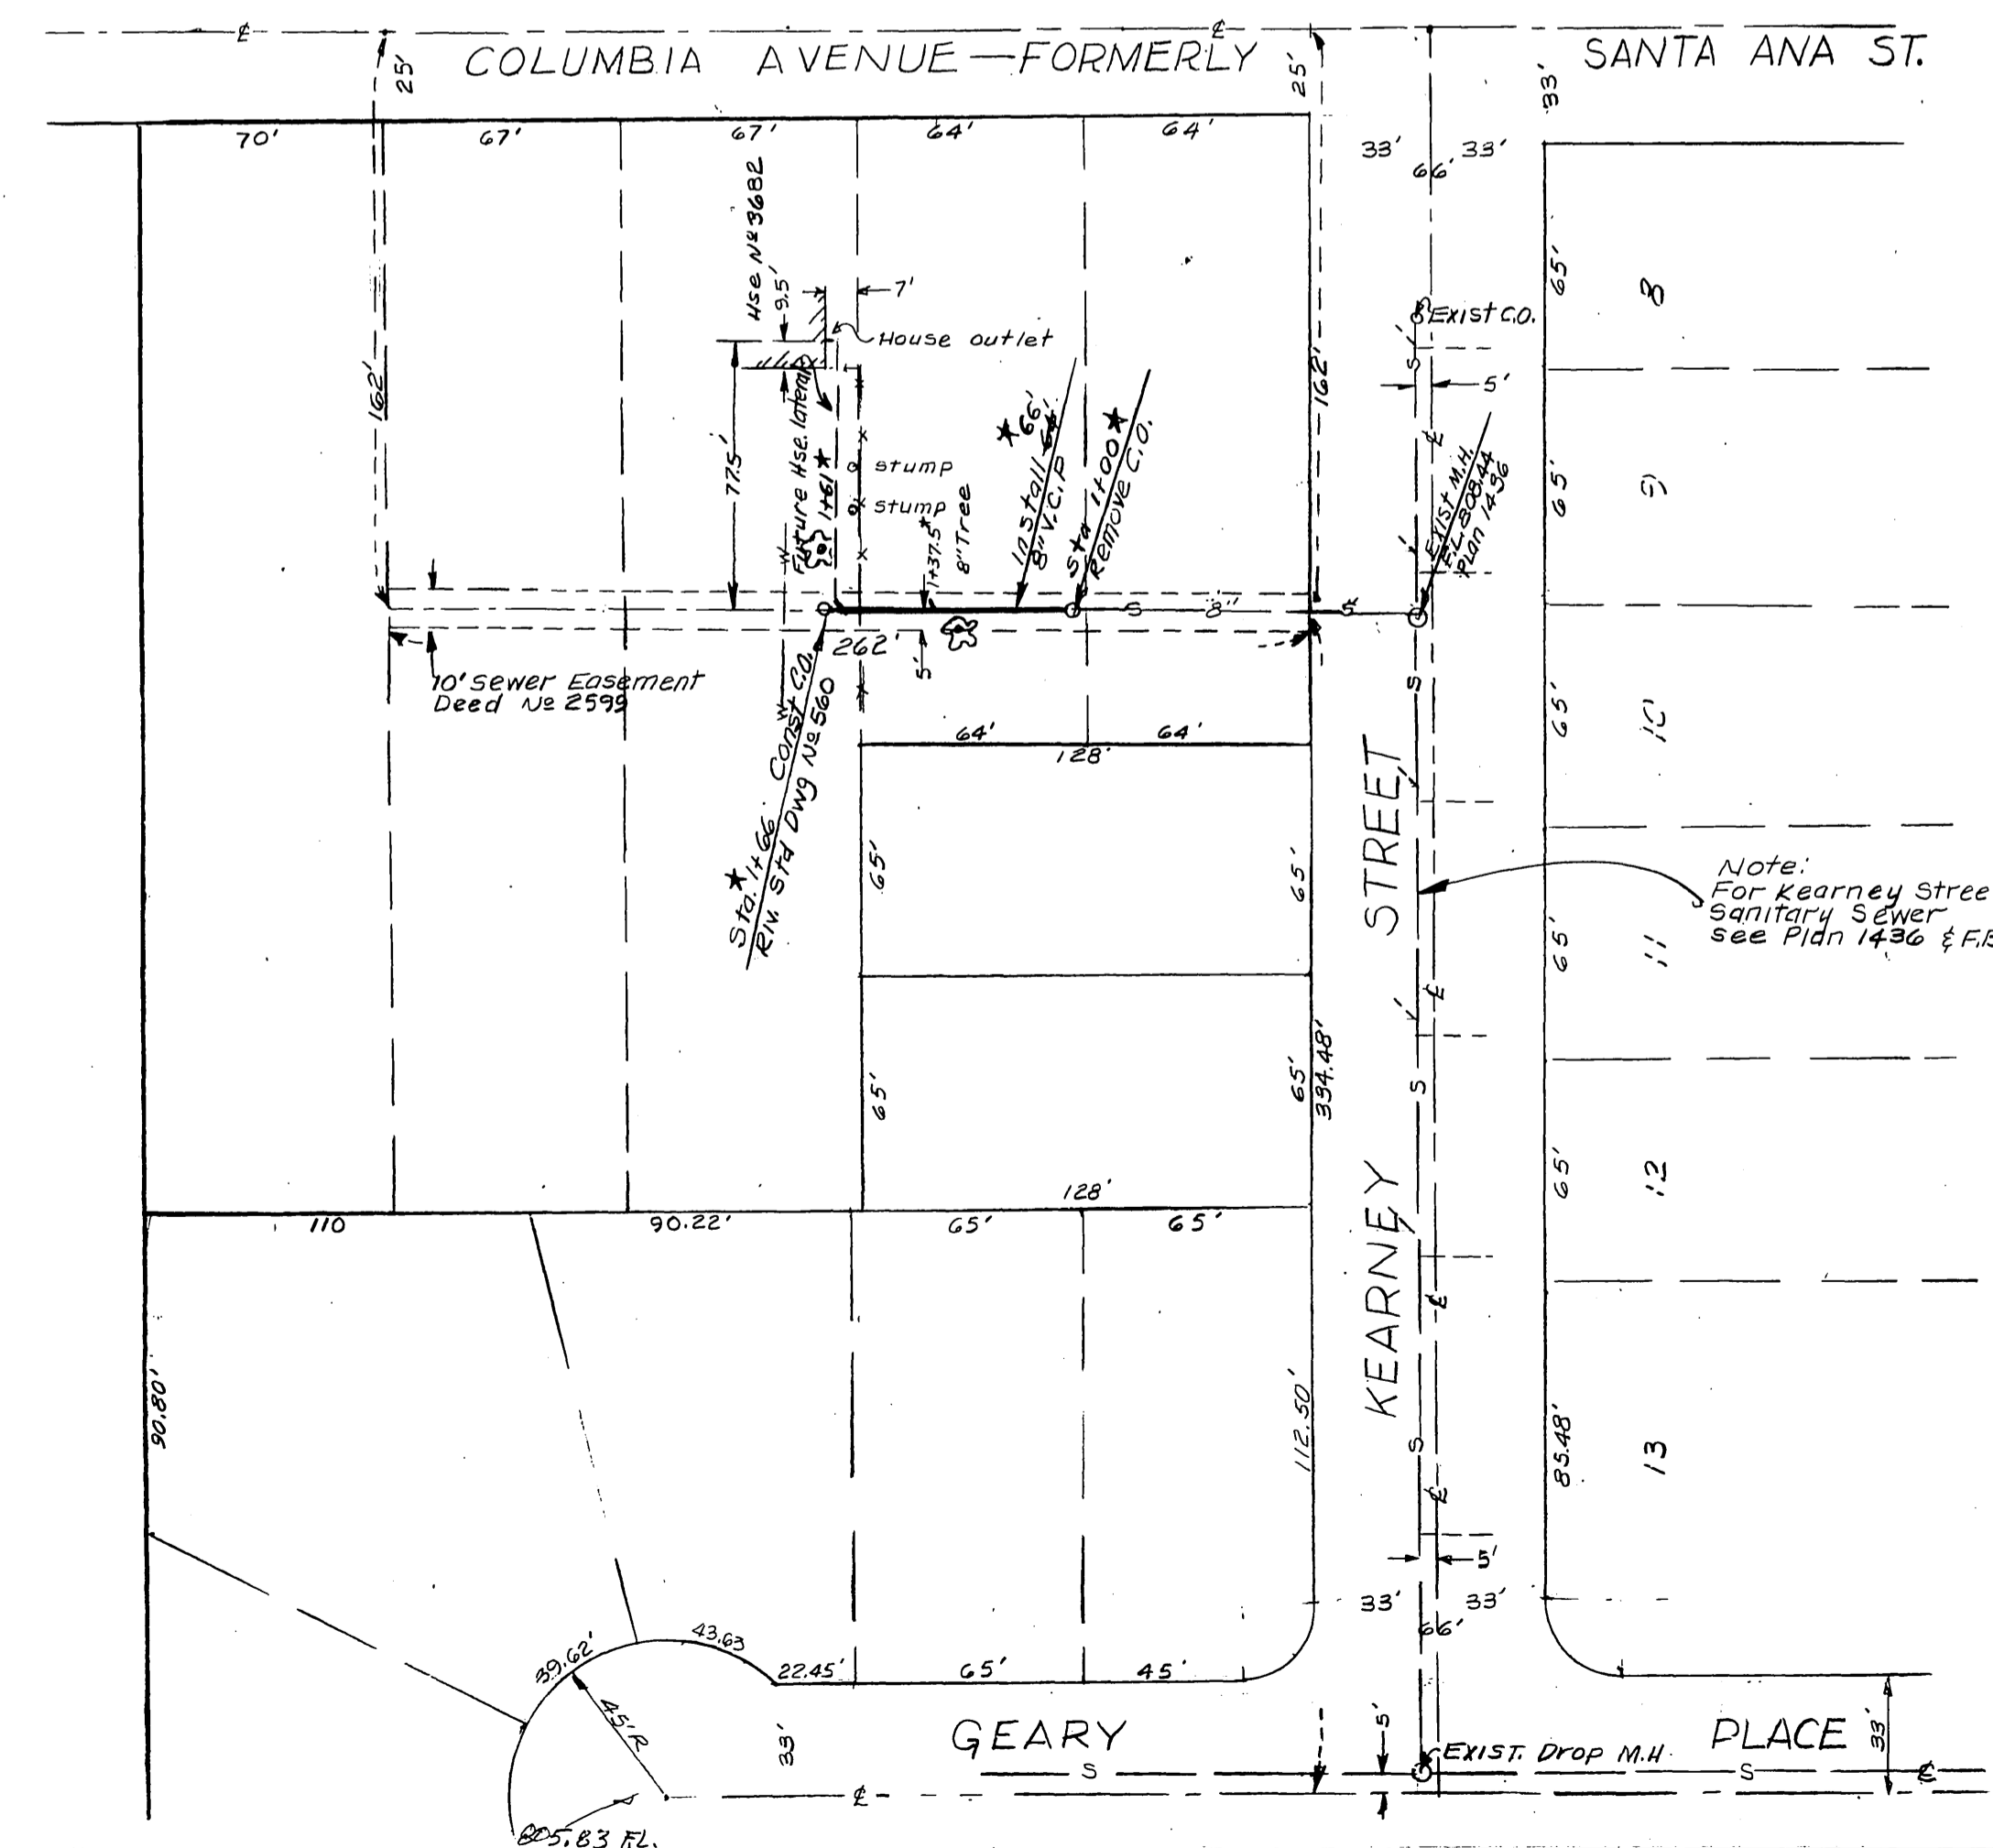 COLUMBIA AVENUE — FORMERLY SANTA ANA ST.
25'
25'
33'
70'
67'
67'
64'
64'
33'
33'
66'
Hse № 3682
9.5'
7'
House outlet
Exist C.O.
5'
162'
162'
77.5'
Future Hse. lateral
1+61★
stump
stump
1+37.5★
8" Tree
★ 66'
Install 64'
8" V.C.P
Sta 1+00★
Remove C.O.
Exist M.H.
F.L. 808.44
Plan 1436
S
8"
S
262'
5'
10' Sewer Easement
Deed № 2599
★
Sta. 1+66 Const C.O.
Riv. Std Dwg № 560
64'
64'
128'
65'
65'
65'
65'
334.48'
128'
110
90.22'
65'
65'
KEARNEY STREET
65'
65'
65'
65'
65'
85.48'
8
9
10
11
12
13
Note:
For Kearney Stree
Sanitary Sewer
see Plan 1436 & F.B
90.80'
112.50'
5'
33'
33'
66'
39.62'
43.63
45' R
22.45'
65'
45'
33'
GEARY PLACE
5'
33'
EXIST. Drop M.H.
S
S
805.83 F.L.